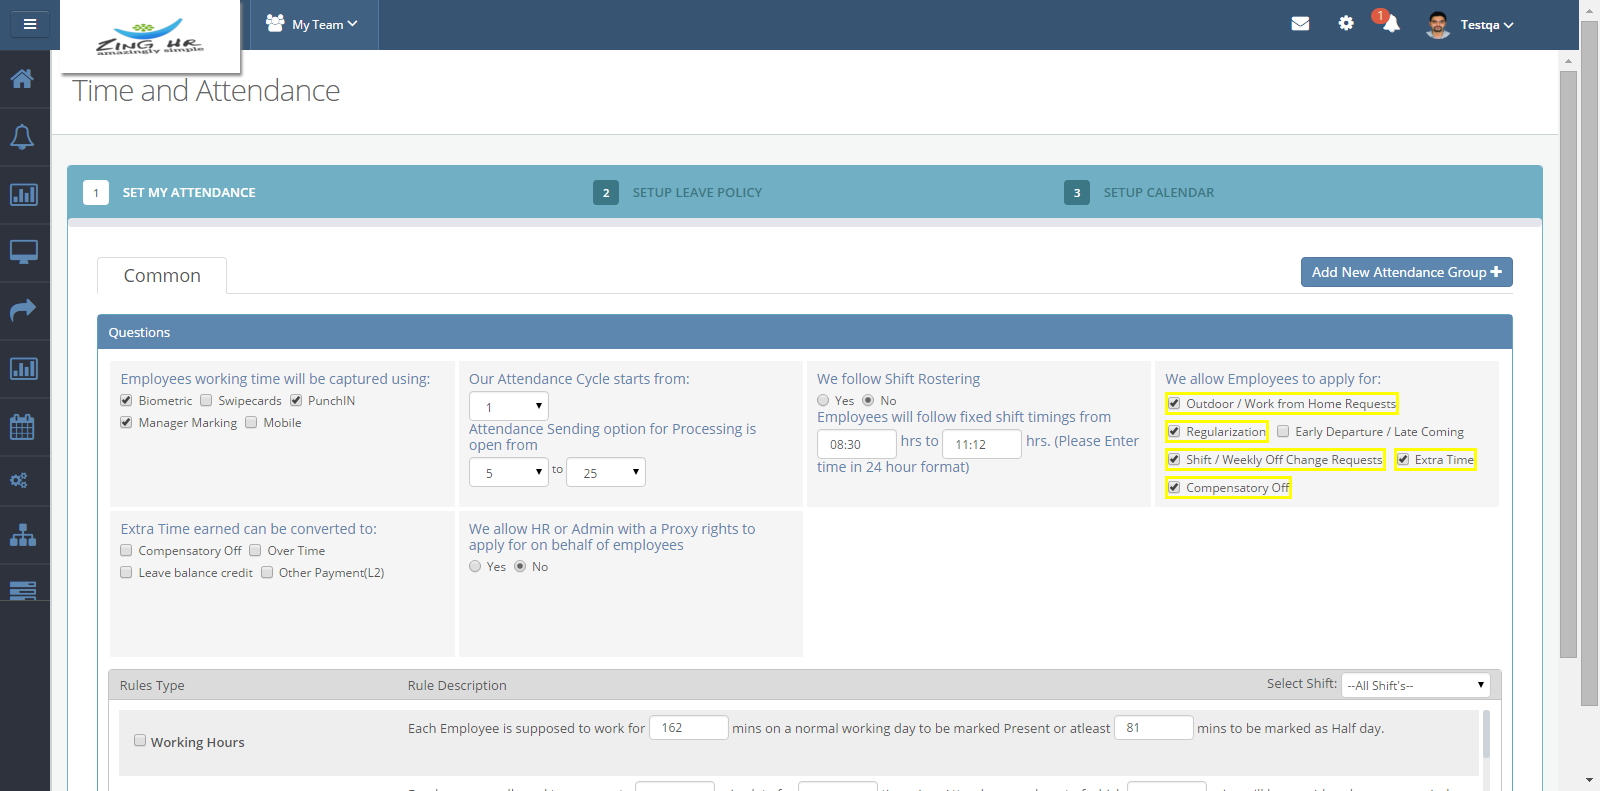 ZING HR
amazingly simple
My Team
1
Testqa
Time and Attendance
1 SET MY ATTENDANCE
2 SETUP LEAVE POLICY
3 SETUP CALENDAR
Common
Add New Attendance Group
Questions
Employees working time will be captured using:
Biometric Swipecards PunchIN
Manager Marking Mobile
Our Attendance Cycle starts from:
1
Attendance Sending option for Processing is
open from
5 to 25
We follow Shift Rostering
Yes No
Employees will follow fixed shift timings from
08:30 hrs to 11:12 hrs. (Please Enter
time in 24 hour format)
We allow Employees to apply for:
Outdoor / Work from Home Requests
Regularization Early Departure / Late Coming
Shift / Weekly Off Change Requests Extra Time
Compensatory Off
Extra Time earned can be converted to:
Compensatory Off Over Time
Leave balance credit Other Payment(L2)
We allow HR or Admin with a Proxy rights to
apply for on behalf of employees
Yes No
Rules Type Rule Description Select Shift: --All Shift's--
Working Hours
Each Employee is supposed to work for 162 mins on a normal working day to be marked Present or atleast 81 mins to be marked as Half day.